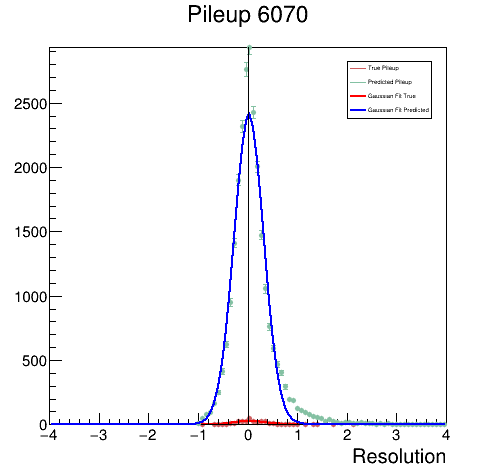 Pileup 6070
True Pileup
Predicted Pileup
Gaussian Fit True
Gaussian Fit Predicted
2500
2000
1500
1000
500
0
−4 −3 −2 −1 0 1 2 3 4
Resolution